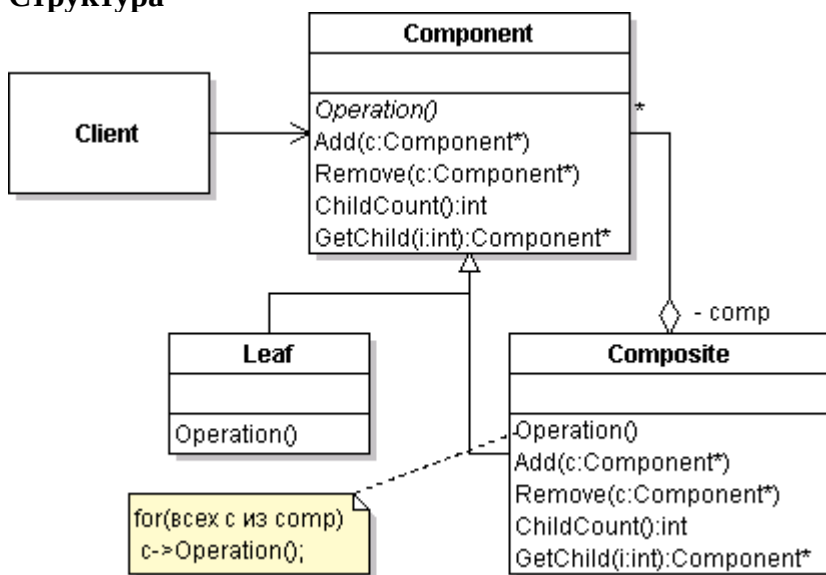 Структура
Component
Client
Operation()
Add(c:Component*)
Remove(c:Component*)
ChildCount():int
GetChild(i:int):Component*
*
- comp
Leaf
Operation()
Composite
Operation()
Add(c:Component*)
Remove(c:Component*)
ChildCount():int
GetChild(i:int):Component*
for(всех c из comp)
c->Operation();